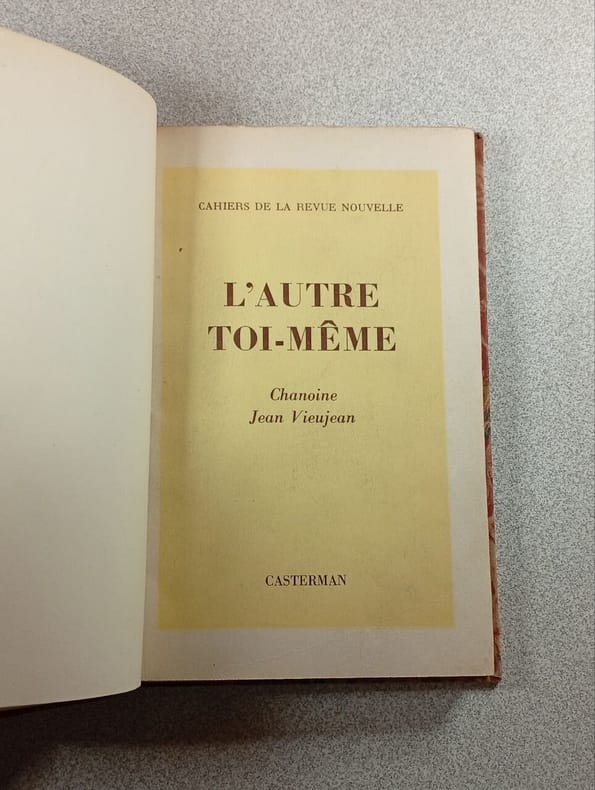 CAHIERS DE LA REVUE NOUVELLE
L'AUTRE
TOI-MÊME
Chanoine
Jean Vieujean
CASTERMAN